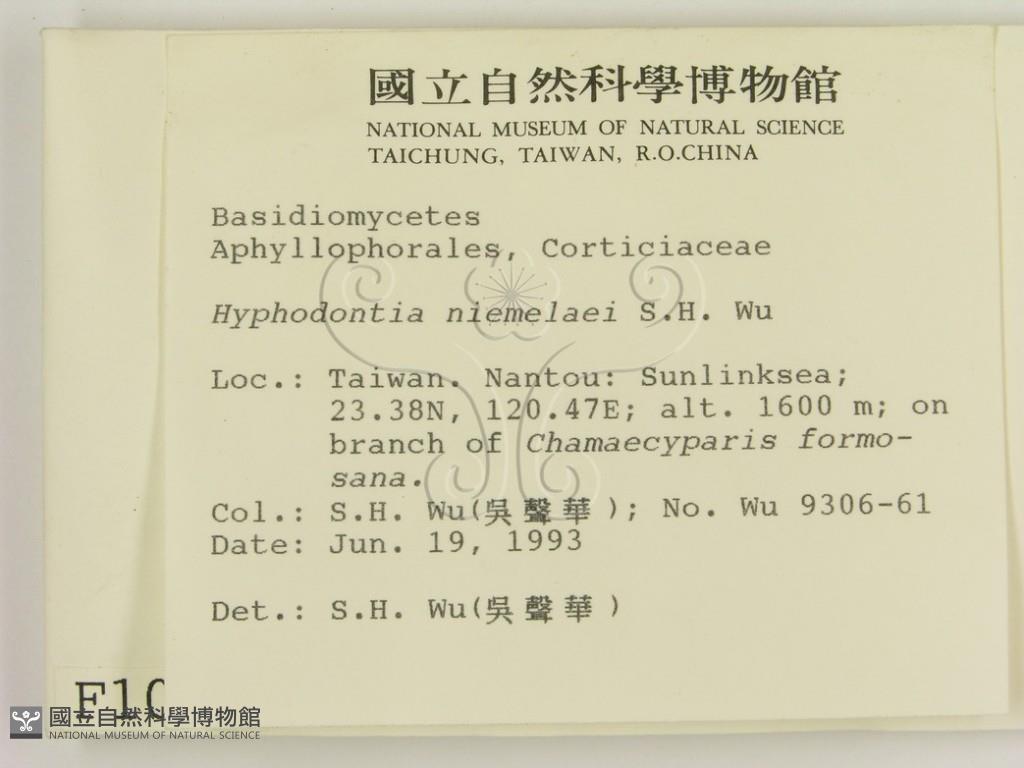 國立自然科學博物館
NATIONAL MUSEUM OF NATURAL SCIENCE
TAICHUNG, TAIWAN, R.O.CHINA
Basidiomycetes
Aphyllophorales, Corticiaceae
Hyphodontia niemelaei S.H. Wu
Loc.: Taiwan. Nantou: Sunlinksea;
23.38N, 120.47E; alt. 1600 m; on
branch of Chamaecyparis formo-
sana.
Col.: S.H. Wu(吳聲華); No. Wu 9306-61
Date: Jun. 19, 1993
Det.: S.H. Wu(吳聲華)
F10
國立自然科學博物館
NATIONAL MUSEUM OF NATURAL SCIENCE